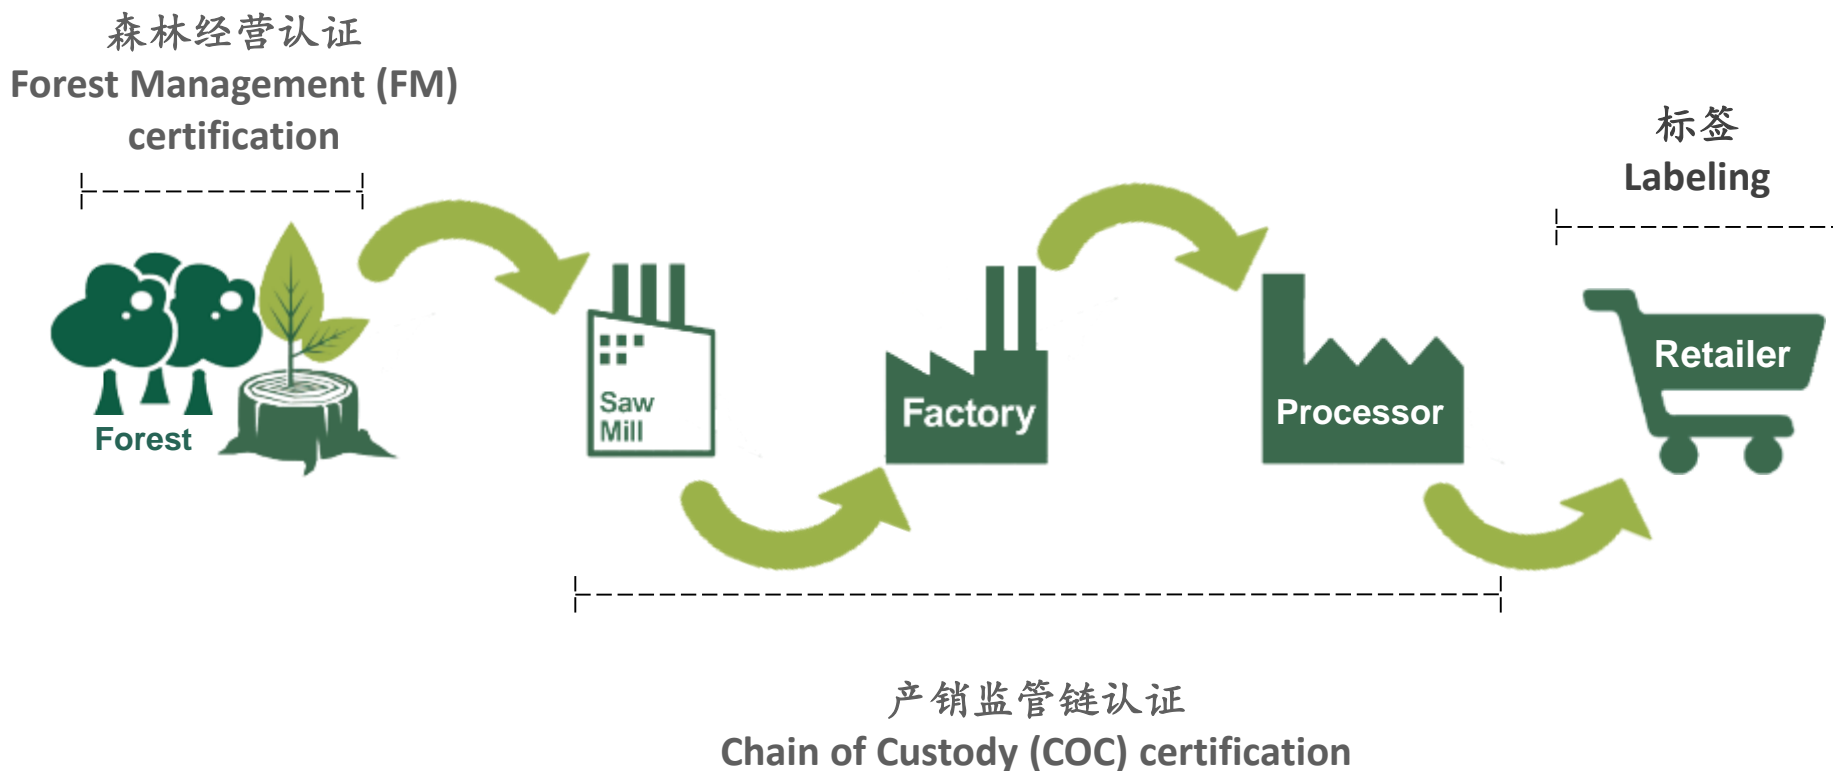 森林经营认证
Forest Management (FM)
certification
标签
Labeling
Forest
Saw
Mill
Factory
Processor
Retailer
产销监管链认证
Chain of Custody (COC) certification